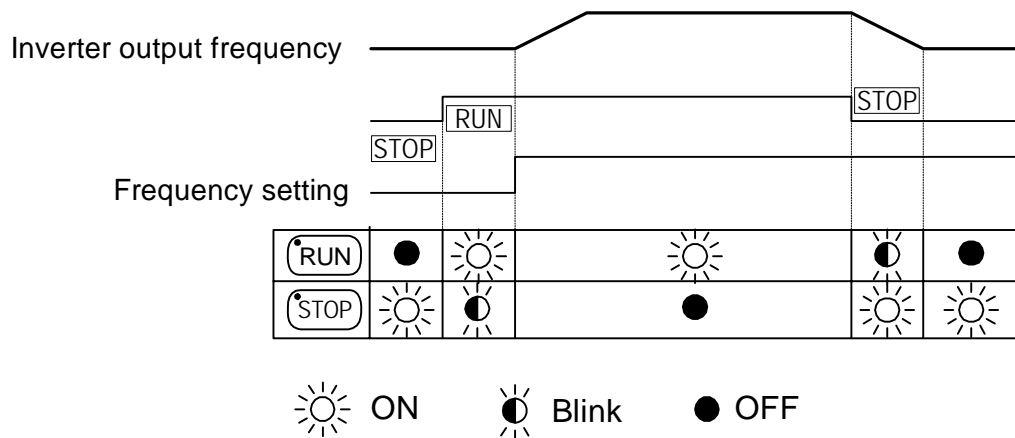 Inverter output frequency
STOP
RUN
STOP
Frequency setting
RUN
STOP
ON
Blink
OFF